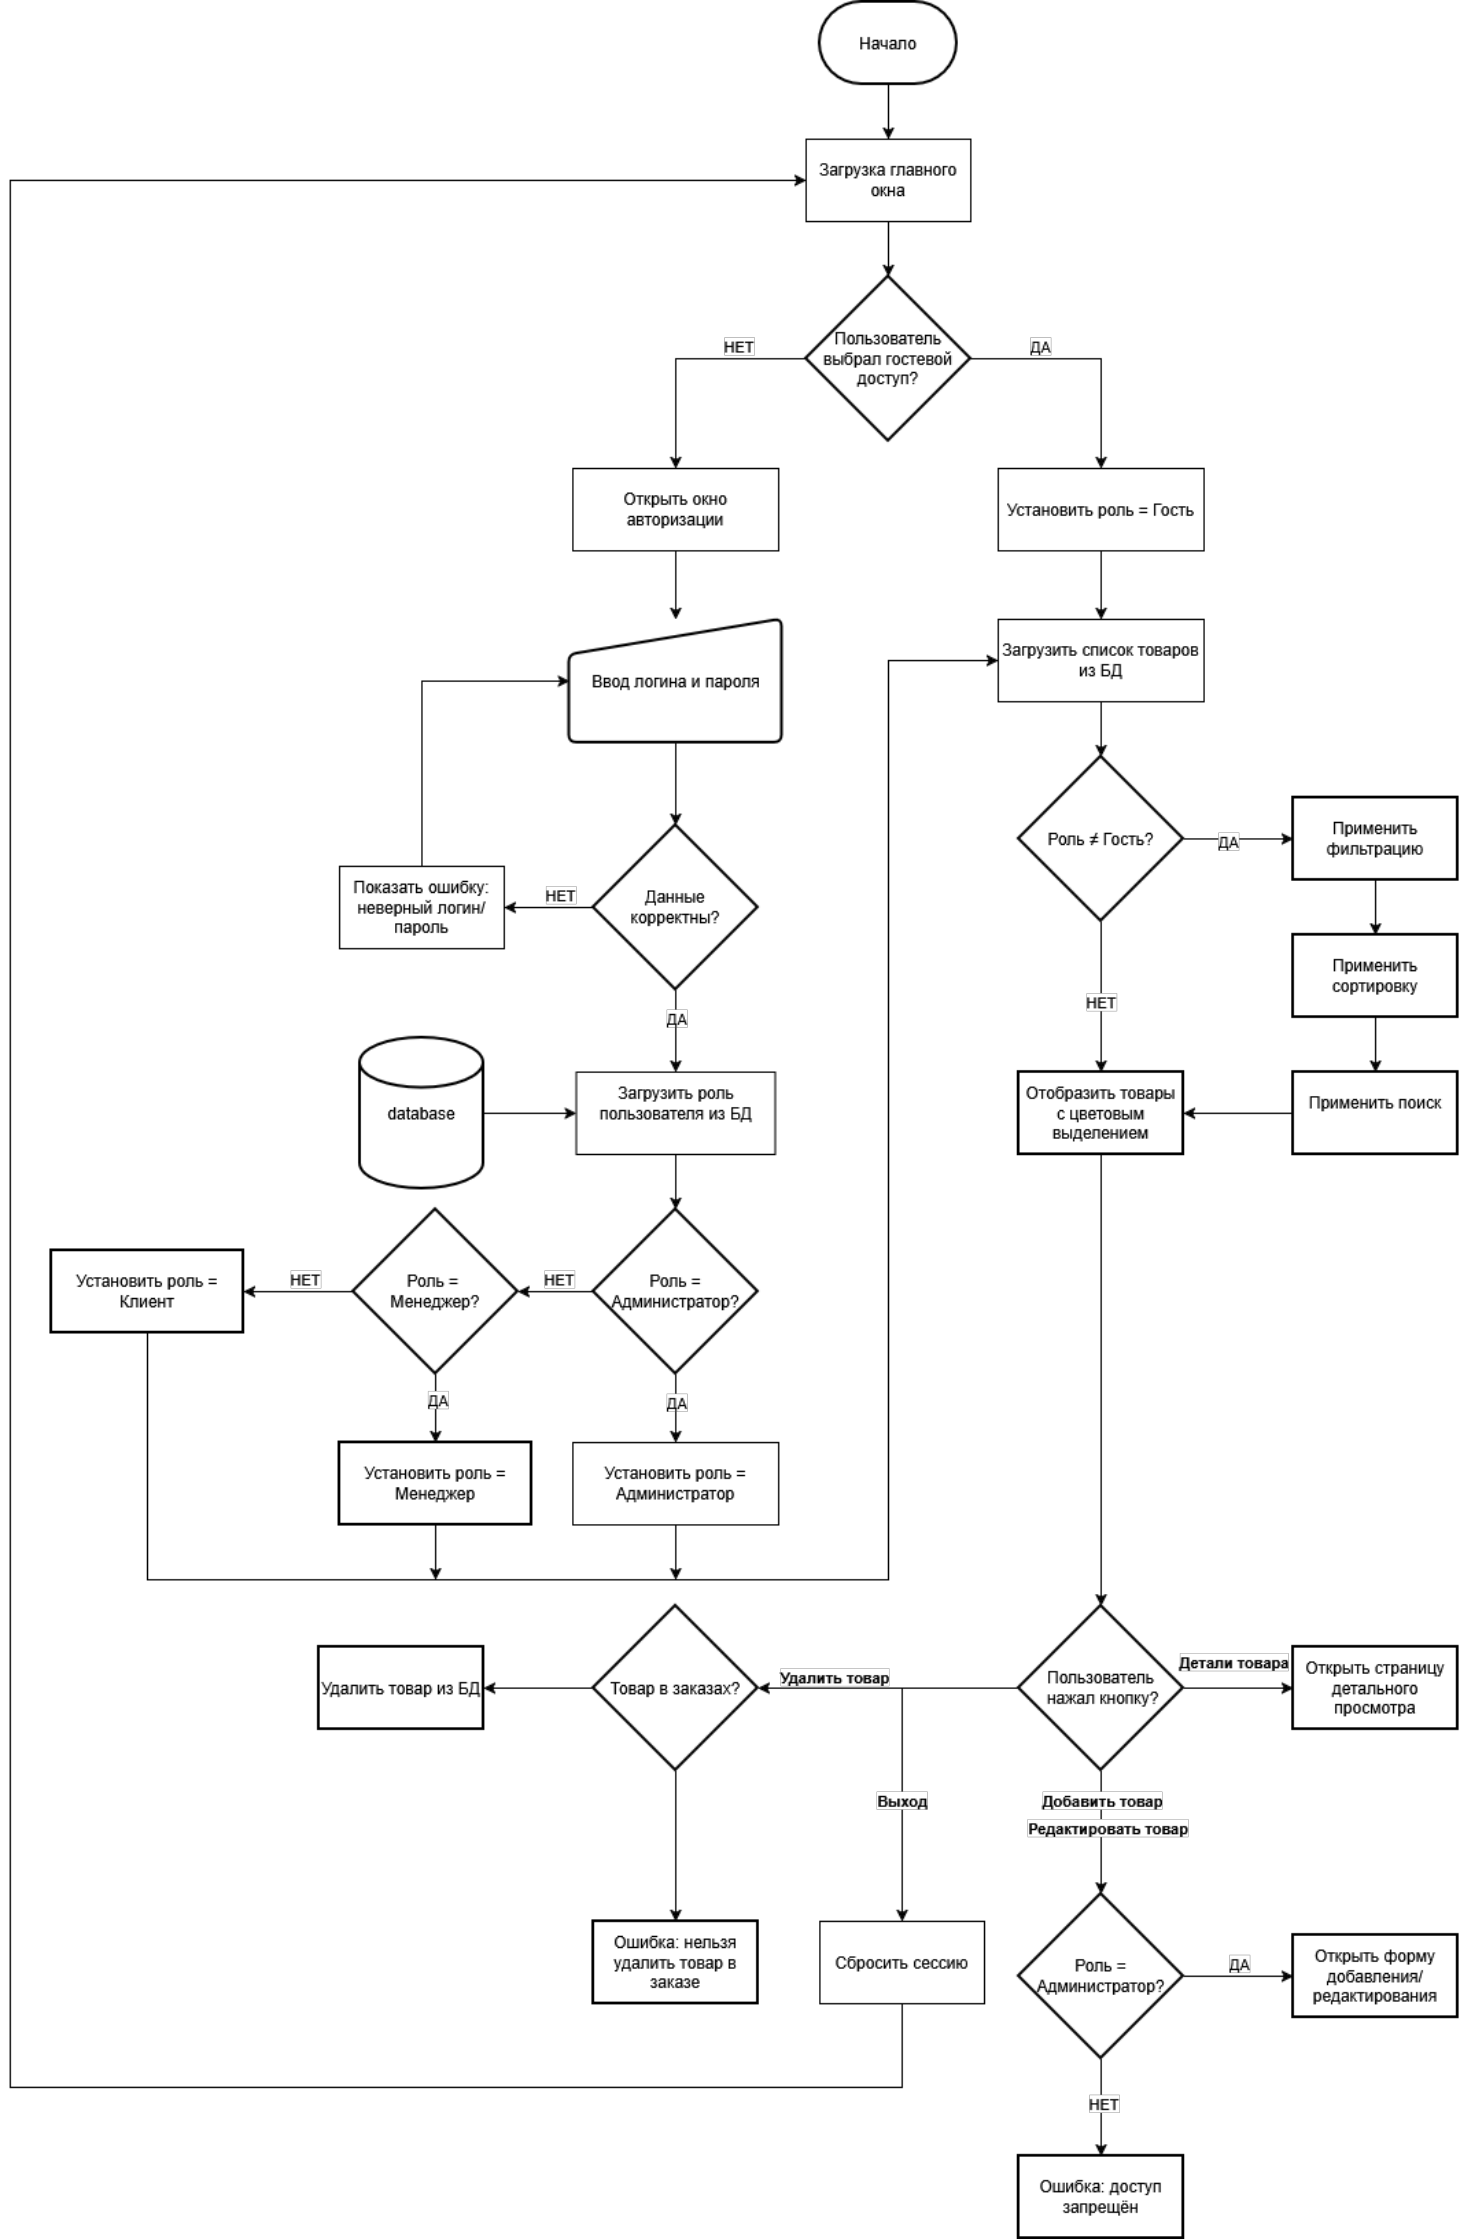 Начало
Загрузка главного
окна
Пользователь
выбрал гостевой
доступ?
НЕТ
ДА
Открыть окно
авторизации
Установить роль = Гость
Ввод логина и пароля
Загрузить список товаров
из БД
Роль ≠ Гость?
ДА
Применить
фильтрацию
Показать ошибку:
неверный логин/
пароль
НЕТ
Данные
корректны?
Применить
сортировку
НЕТ
ДА
database
Загрузить роль
пользователя из БД
Отобразить товары
с цветовым
выделением
Применить поиск
Установить роль =
Клиент
НЕТ
Роль =
Менеджер?
НЕТ
Роль =
Администратор?
ДА
ДА
Установить роль =
Менеджер
Установить роль =
Администратор
Удалить товар из БД
Товар в заказах?
Удалить товар
Пользователь
нажал кнопку?
Детали товара
Открыть страницу
детального
просмотра
Выход
Добавить товар
Редактировать товар
Ошибка: нельзя
удалить товар в
заказе
Сбросить сессию
Роль =
Администратор?
ДА
Открыть форму
добавления/
редактирования
НЕТ
Ошибка: доступ
запрещён